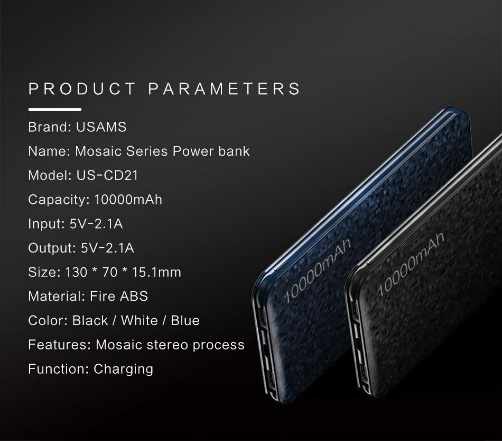 PRODUCT PARAMETERS
Brand: USAMS
Name: Mosaic Series Power bank
Model: US-CD21
Capacity: 10000mAh
Input: 5V-2.1A
Output: 5V-2.1A
Size: 130 * 70 * 15.1mm
Material: Fire ABS
Color: Black / White / Blue
Features: Mosaic stereo process
Function: Charging
10000mAh
10000mAh